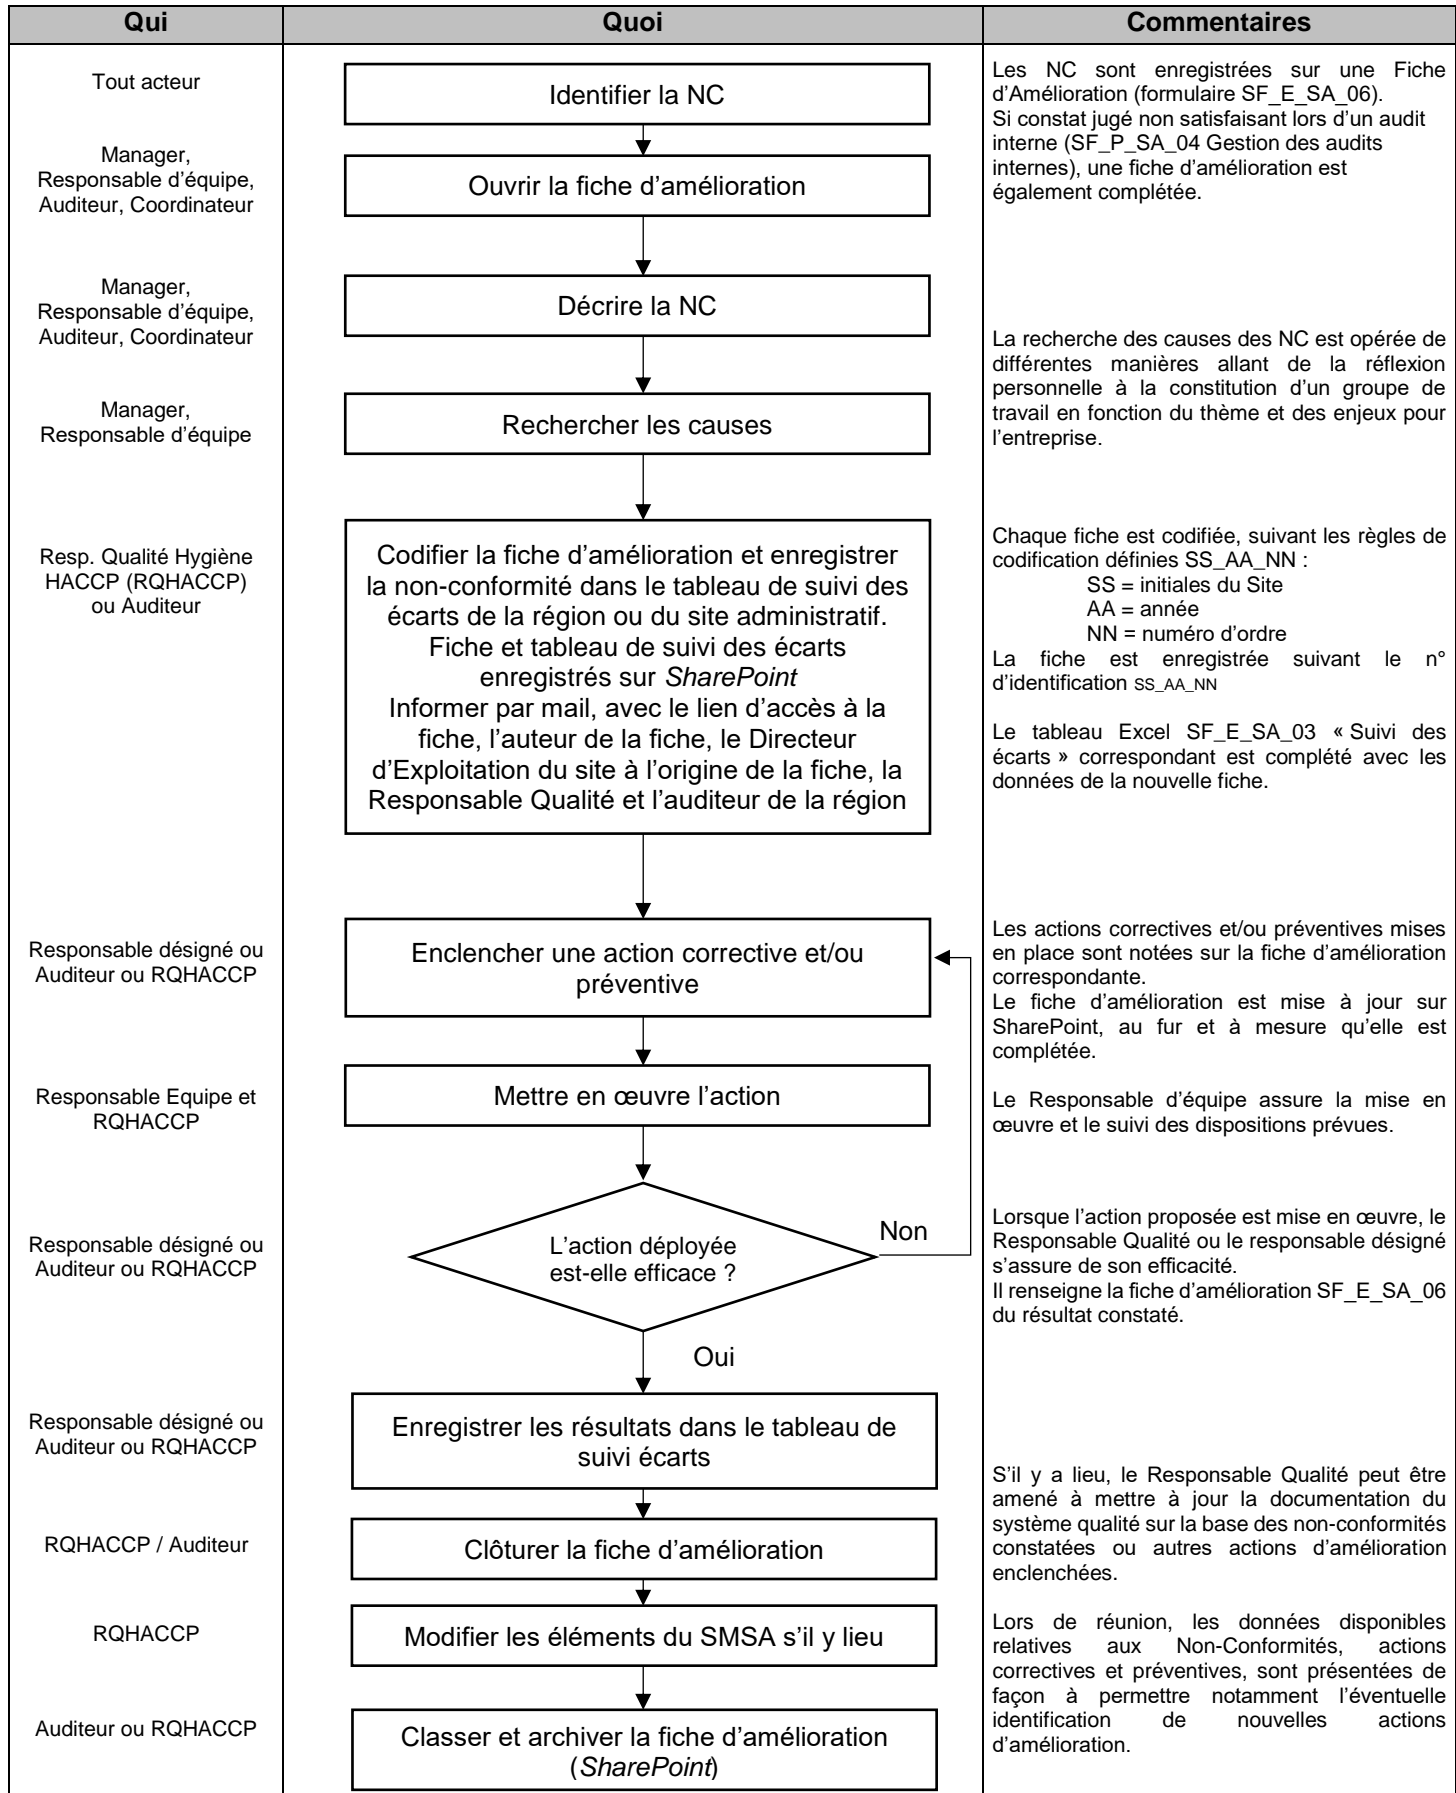 Qui
Quoi
Commentaires
Tout acteur
Identifier la NC
Les NC sont enregistrées sur une Fiche
d'Amélioration (formulaire SF_E_SA_06).
Si constat jugé non satisfaisant lors d'un audit
interne (SF_P_SA_04 Gestion des audits
internes), une fiche d'amélioration est
également complétée.
Manager,
Responsable d'équipe,
Auditeur, Coordinateur
Ouvrir la fiche d'amélioration
Manager,
Responsable d'équipe,
Auditeur, Coordinateur
Décrire la NC
La recherche des causes des NC est opérée de
différentes manières allant de la réflexion
personnelle à la constitution d'un groupe de
travail en fonction du thème et des enjeux pour
l'entreprise.
Manager,
Responsable d'équipe
Rechercher les causes
Resp. Qualité Hygiène
HACCP (RQHACCP)
ou Auditeur
Codifier la fiche d'amélioration et enregistrer
la non-conformité dans le tableau de suivi des
écarts de la région ou du site administratif.
Fiche et tableau de suivi des écarts
enregistrés sur SharePoint
Informer par mail, avec le lien d'accès à la
fiche, l'auteur de la fiche, le Directeur
d'Exploitation du site à l'origine de la fiche, la
Responsable Qualité et l'auditeur de la région
Chaque fiche est codifiée, suivant les règles de
codification définies SS_AA_NN :
SS = initiales du Site
AA = année
NN = numéro d'ordre
La fiche est enregistrée suivant le n°
d'identification SS_AA_NN
Le tableau Excel SF_E_SA_03 « Suivi des
écarts » correspondant est complété avec les
données de la nouvelle fiche.
Responsable désigné ou
Auditeur ou RQHACCP
Enclencher une action corrective et/ou
préventive
Les actions correctives et/ou préventives mises
en place sont notées sur la fiche d'amélioration
correspondante.
Le fiche d'amélioration est mise à jour sur
SharePoint, au fur et à mesure qu'elle est
complétée.
Responsable Equipe et
RQHACCP
Mettre en œuvre l'action
Le Responsable d'équipe assure la mise en
œuvre et le suivi des dispositions prévues.
Responsable désigné ou
Auditeur ou RQHACCP
L'action déployée
est-elle efficace ?
Non
Oui
Lorsque l'action proposée est mise en œuvre, le
Responsable Qualité ou le responsable désigné
s'assure de son efficacité.
Il renseigne la fiche d'amélioration SF_E_SA_06
du résultat constaté.
Responsable désigné ou
Auditeur ou RQHACCP
Enregistrer les résultats dans le tableau de
suivi écarts
S'il y a lieu, le Responsable Qualité peut être
amené à mettre à jour la documentation du
système qualité sur la base des non-conformités
constatées ou autres actions d'amélioration
enclenchées.
RQHACCP / Auditeur
Clôturer la fiche d'amélioration
RQHACCP
Modifier les éléments du SMSA s'il y lieu
Lors de réunion, les données disponibles
relatives aux Non-Conformités, actions
correctives et préventives, sont présentées de
façon à permettre notamment l'éventuelle
identification de nouvelles actions
d'amélioration.
Auditeur ou RQHACCP
Classer et archiver la fiche d'amélioration
(SharePoint)